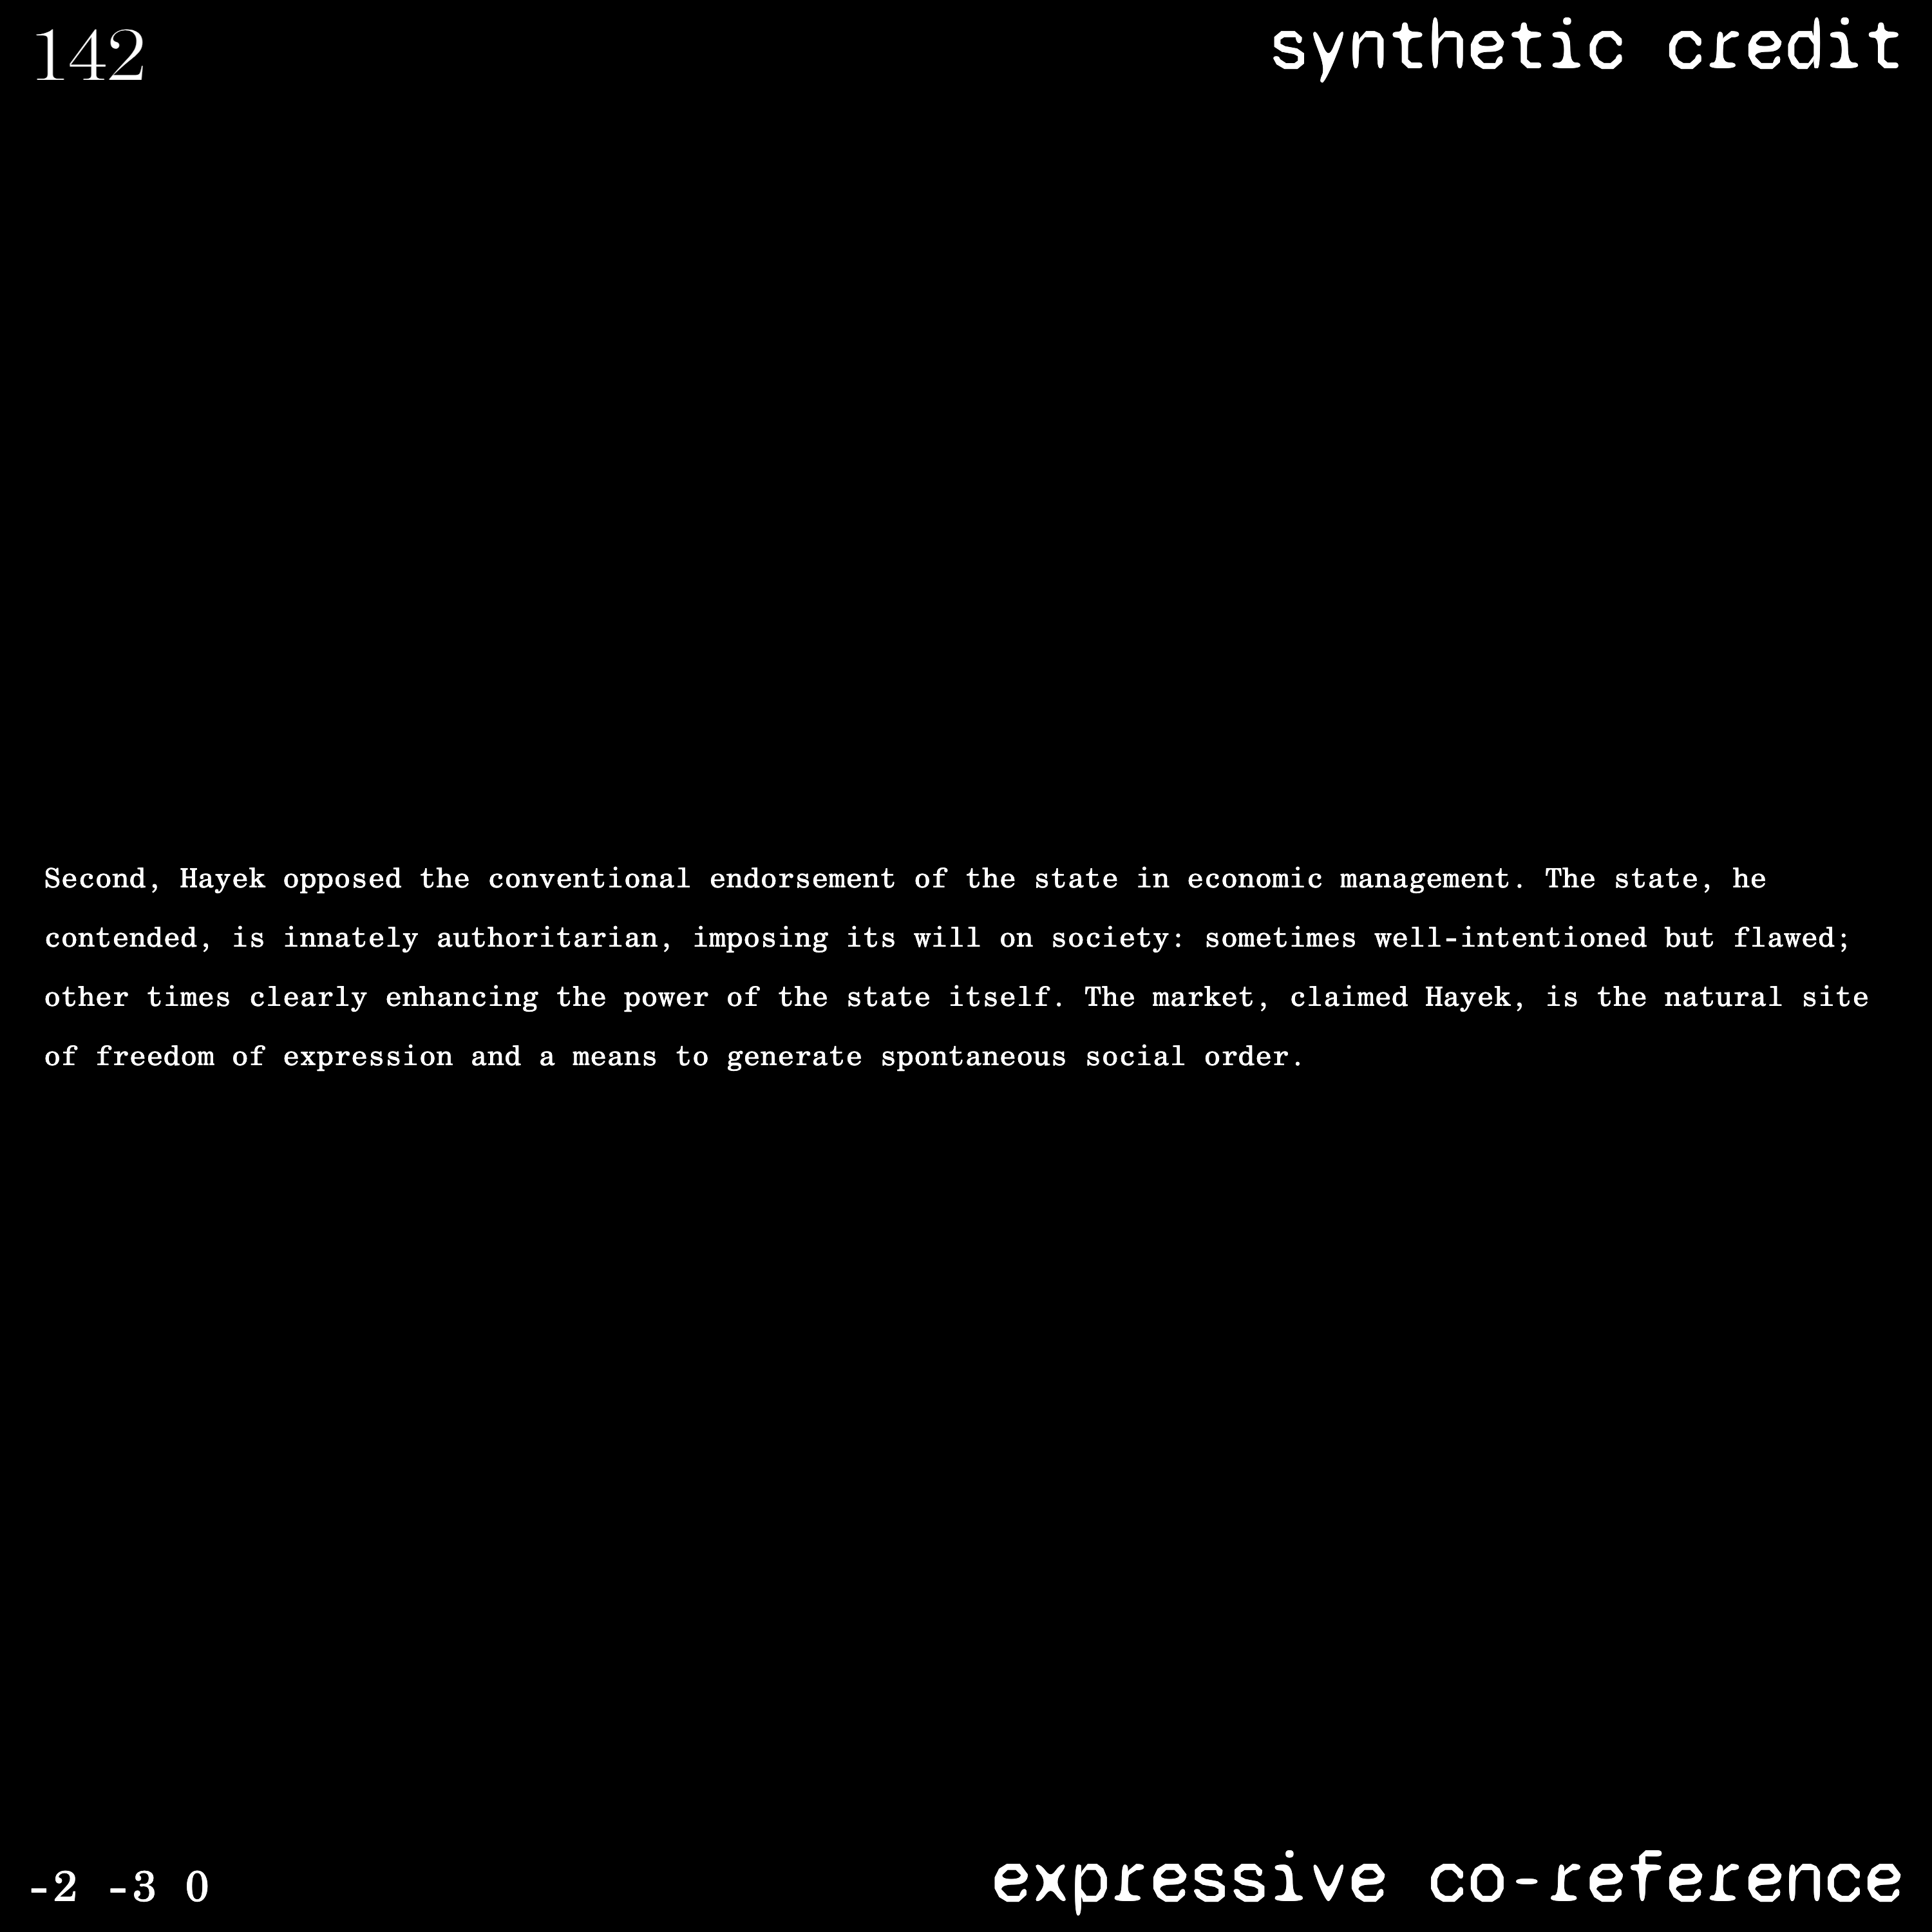 142
synthetic credit
Second, Hayek opposed the conventional endorsement of the state in economic management. The state, he
contended, is innately authoritarian, imposing its will on society: sometimes well-intentioned but flawed;
other times clearly enhancing the power of the state itself. The market, claimed Hayek, is the natural site
of freedom of expression and a means to generate spontaneous social order.
-2 -3 0
expressive co-reference